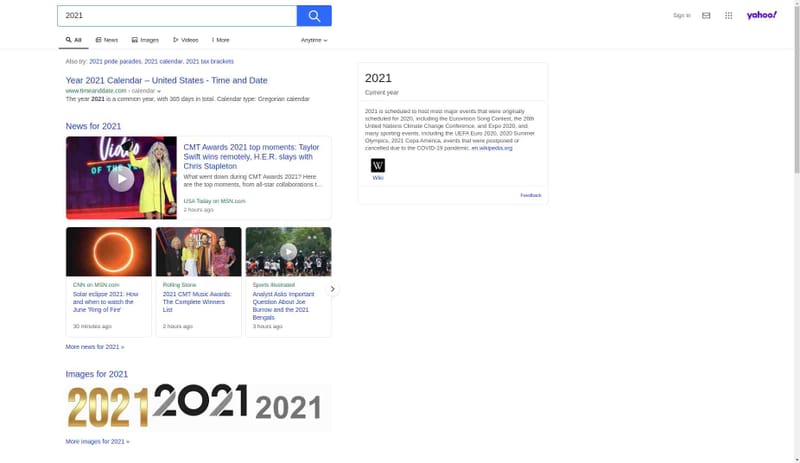 2021
Sign In
yahoo!
All
News
Images
Videos
More
Anytime
Also try: 2021 pride parades, 2021 calendar, 2021 tax brackets
Year 2021 Calendar – United States - Time and Date
www.timeanddate.com › calendar
The year 2021 is a common year, with 365 days in total. Calendar type: Gregorian calendar
News for 2021
Video
OF THE YE
CMT Awards 2021 top moments: Taylor
Swift wins remotely, H.E.R. slays with
Chris Stapleton
What went down during CMT Awards 2021? Here
are the top moments, from all-star collaborations t...
USA Today on MSN.com
2 hours ago
CNN on MSN.com
Solar eclipse 2021: How
and when to watch the
June 'Ring of Fire'
30 minutes ago
Rolling Stone
2021 CMT Music Awards:
The Complete Winners
List
2 hours ago
Sports Illustrated
Analyst Asks Important
Question About Joe
Burrow and the 2021
Bengals
3 hours ago
More news for 2021 »
Images for 2021
2021
2021
2021
More images for 2021 »
2021
Current year
2021 is scheduled to host most major events that were originally
scheduled for 2020, including the Eurovision Song Contest, the 26th
United Nations Climate Change Conference, and Expo 2020, and
many sporting events, including the UEFA Euro 2020, 2020 Summer
Olympics, 2021 Copa America, events that were postponed or
cancelled due to the COVID-19 pandemic. en.wikipedia.org
W
Wiki
Feedback